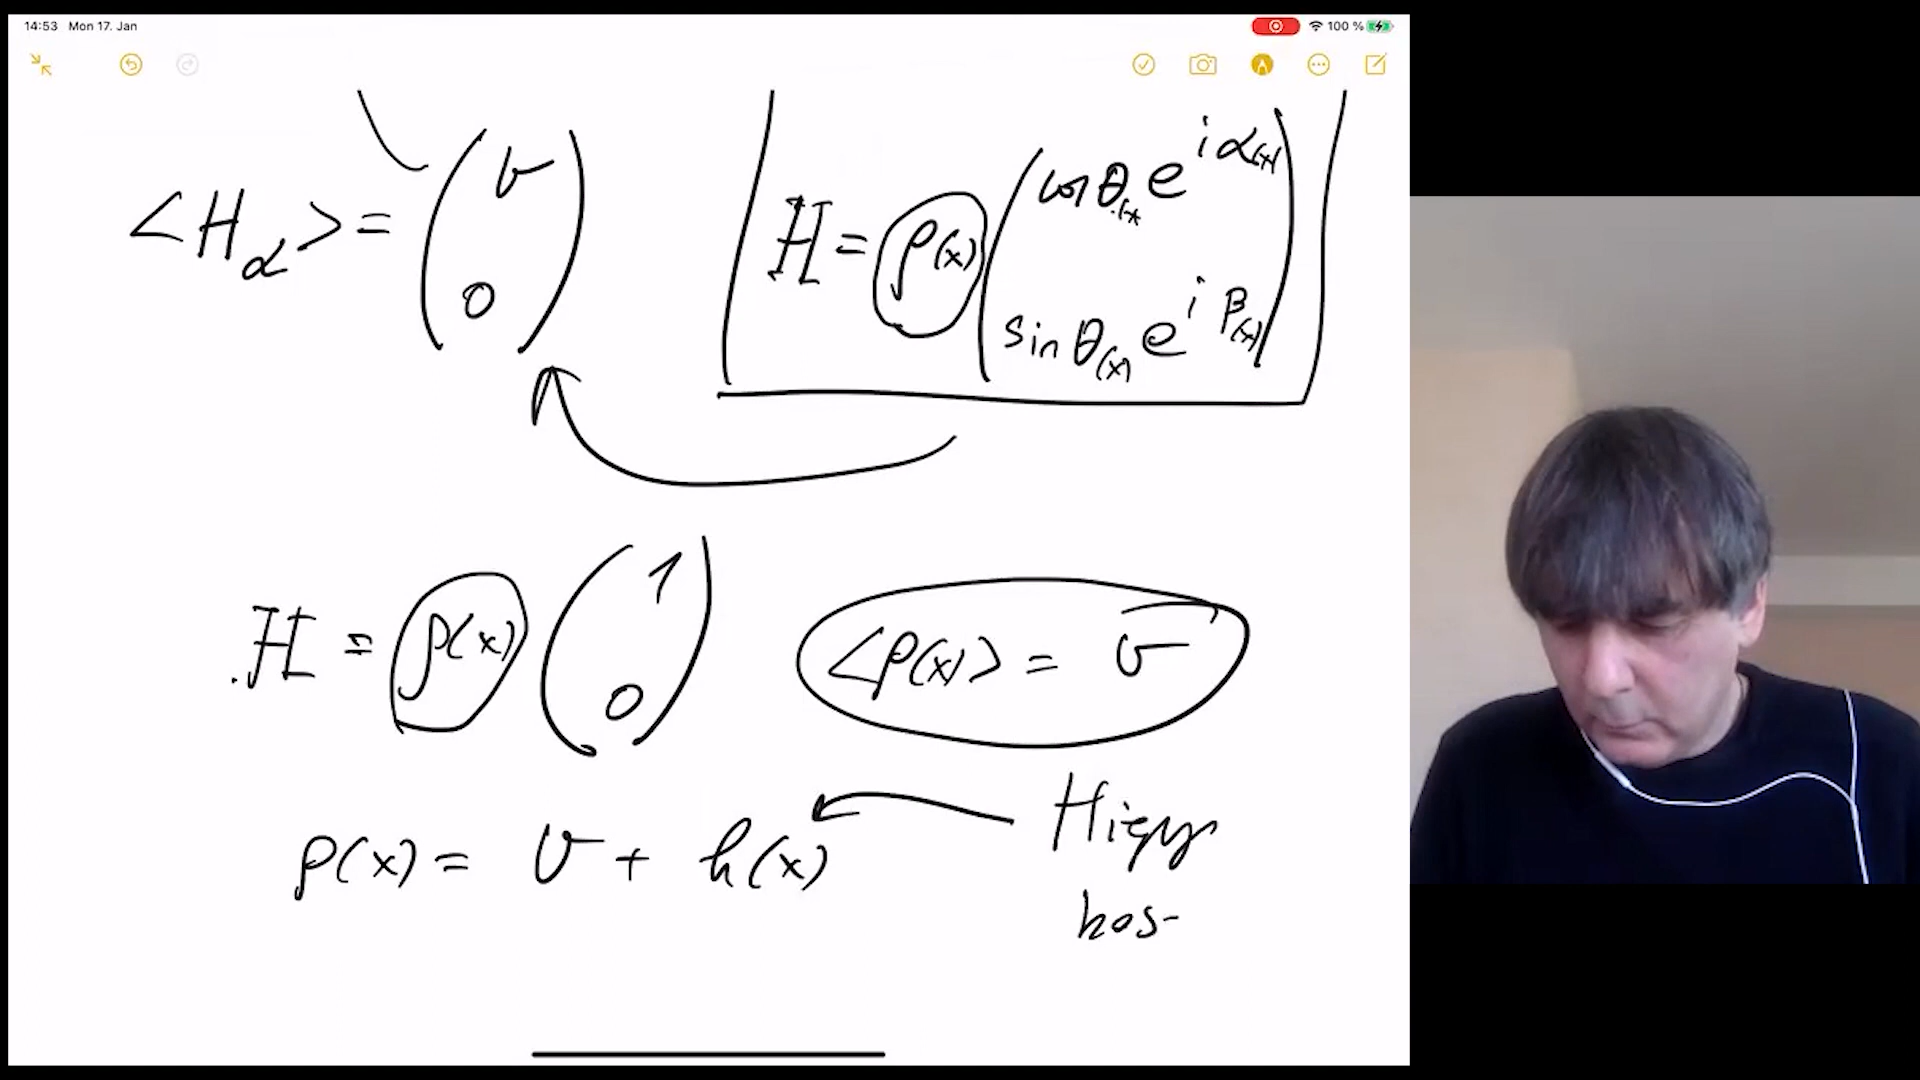 14:53 Mon 17. Jan 100 %
<H_α> = (v 0)
H = ρ(x) (cos θ(x) e^{iα(x)} sin θ(x) e^{iβ(x)})
H = ρ(x) (1 0) <ρ(x)> = v
ρ(x) = v + h(x) Higgs
bos-